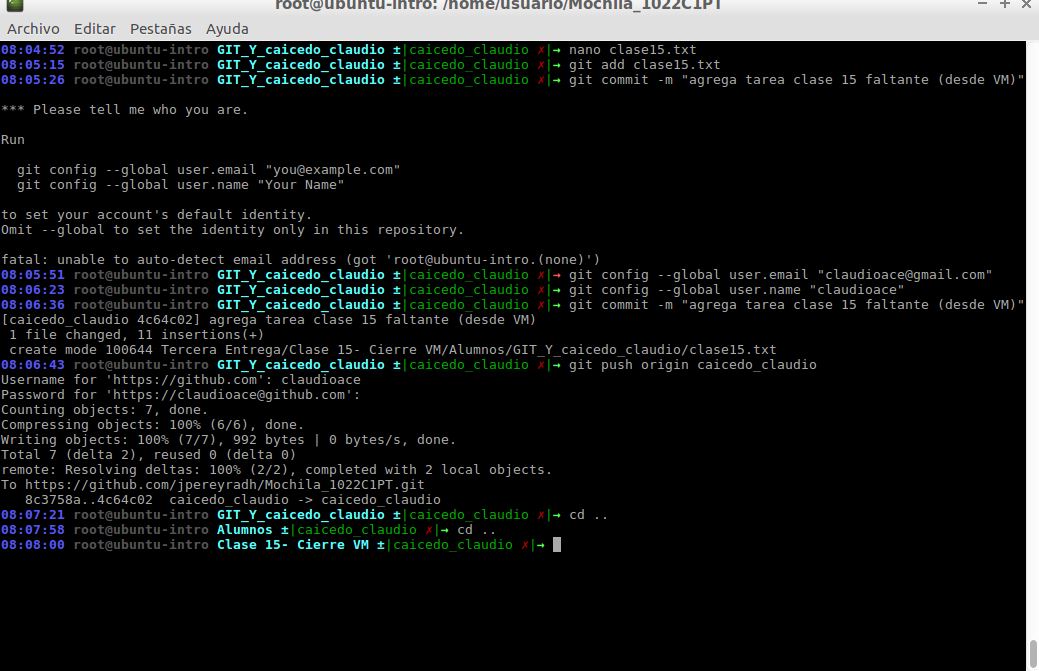 root@ubuntu-intro: /home/usuario/Mochila_1022C1PT
Archivo Editar Pestañas Ayuda
08:04:52 root@ubuntu-intro GIT_Y_caicedo_claudio ±|caicedo_claudio ✗|→ nano clase15.txt
08:05:15 root@ubuntu-intro GIT_Y_caicedo_claudio ±|caicedo_claudio ✗|→ git add clase15.txt
08:05:26 root@ubuntu-intro GIT_Y_caicedo_claudio ±|caicedo_claudio ✗|→ git commit -m "agrega tarea clase 15 faltante (desde VM)"
*** Please tell me who you are.
Run
git config --global user.email "you@example.com"
git config --global user.name "Your Name"
to set your account's default identity.
Omit --global to set the identity only in this repository.
fatal: unable to auto-detect email address (got 'root@ubuntu-intro.(none)')
08:05:51 root@ubuntu-intro GIT_Y_caicedo_claudio ±|caicedo_claudio ✗|→ git config --global user.email "claudioace@gmail.com"
08:06:23 root@ubuntu-intro GIT_Y_caicedo_claudio ±|caicedo_claudio ✗|→ git config --global user.name "claudioace"
08:06:36 root@ubuntu-intro GIT_Y_caicedo_claudio ±|caicedo_claudio ✗|→ git commit -m "agrega tarea clase 15 faltante (desde VM)"
[caicedo_claudio 4c64c02] agrega tarea clase 15 faltante (desde VM)
1 file changed, 11 insertions(+)
create mode 100644 Tercera Entrega/Clase 15- Cierre VM/Alumnos/GIT_Y_caicedo_claudio/clase15.txt
08:06:43 root@ubuntu-intro GIT_Y_caicedo_claudio ±|caicedo_claudio ✗|→ git push origin caicedo_claudio
Username for 'https://github.com': claudioace
Password for 'https://claudioace@github.com':
Counting objects: 7, done.
Compressing objects: 100% (6/6), done.
Writing objects: 100% (7/7), 992 bytes | 0 bytes/s, done.
Total 7 (delta 2), reused 0 (delta 0)
remote: Resolving deltas: 100% (2/2), completed with 2 local objects.
To https://github.com/jpereyradh/Mochila_1022C1PT.git
8c3758a..4c64c02  caicedo_claudio -> caicedo_claudio
08:07:21 root@ubuntu-intro GIT_Y_caicedo_claudio ±|caicedo_claudio ✗|→ cd ..
08:07:58 root@ubuntu-intro Alumnos ±|caicedo_claudio ✗|→ cd ..
08:08:00 root@ubuntu-intro Clase 15- Cierre VM ±|caicedo_claudio ✗|→